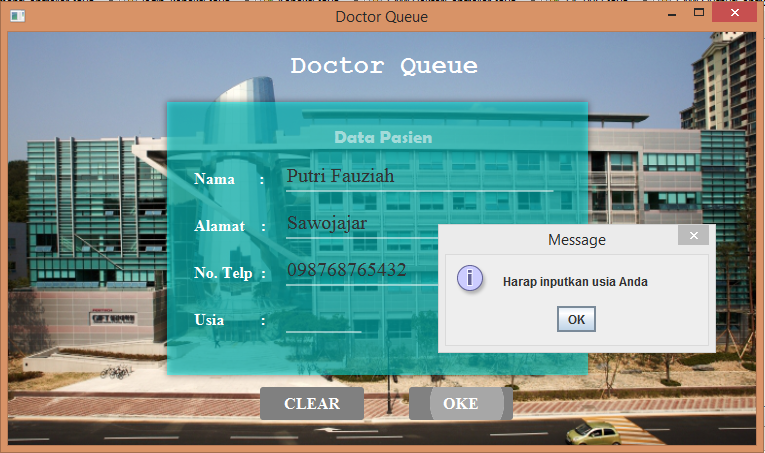 Doctor Queue
Doctor Queue
Data Pasien
Nama :
Putri Fauziah
Alamat :
Sawojajar
No. Telp :
098768765432
Usia :
Message
Harap inputkan usia Anda
OK
CLEAR
OKE